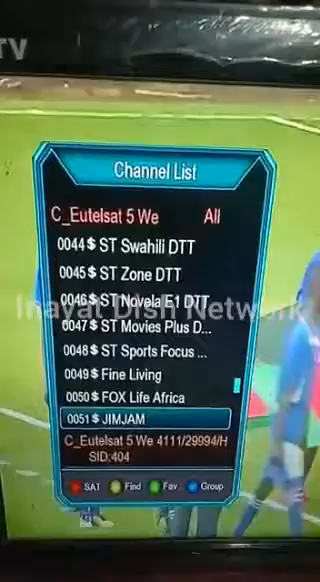 TV
Channel List
C_Eutelsat 5 We All
0044 $ ST Swahili DTT
0045 $ ST Zone DTT
0046 $ ST Novela E1 DTT
Inayat Dish Network
0047 $ ST Movies Plus D...
0048 $ ST Sports Focus ...
0049 $ Fine Living
0050 $ FOX Life Africa
0051 $ JIMJAM
C_Eutelsat 5 We 4111/29994/H
SID:404
SAT Find Fav Group